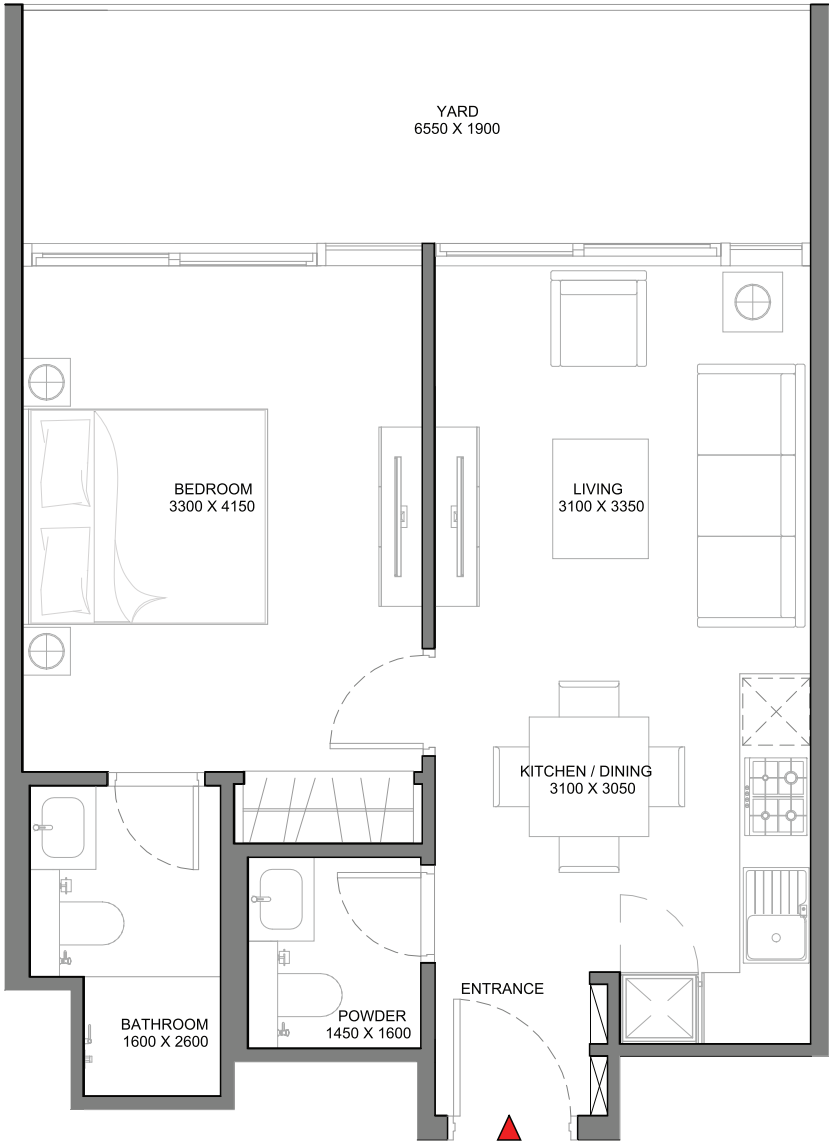 YARD
6550 X 1900
BEDROOM
3300 X 4150
LIVING
3100 X 3350
KITCHEN / DINING
3100 X 3050
ENTRANCE
POWDER
1450 X 1600
BATHROOM
1600 X 2600